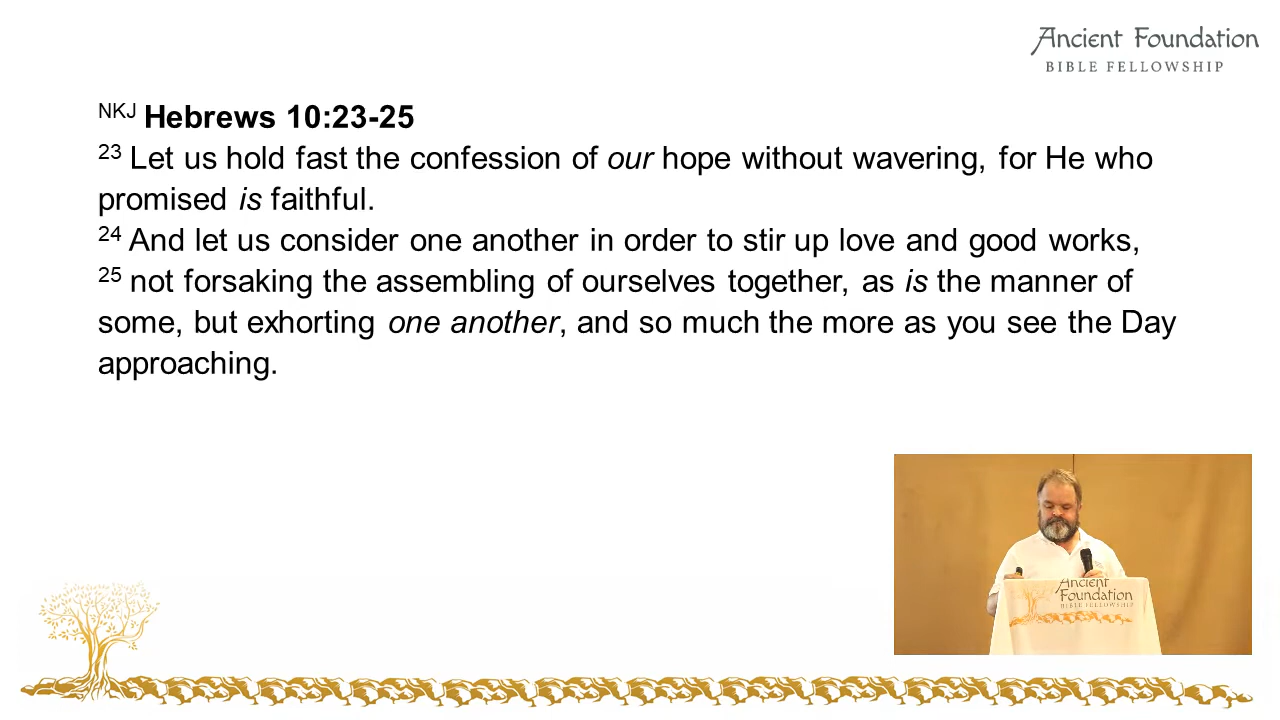 Ancient Foundation
BIBLE FELLOWSHIP
NKJ Hebrews 10:23-25
23 Let us hold fast the confession of our hope without wavering, for He who
promised is faithful.
24 And let us consider one another in order to stir up love and good works,
25 not forsaking the assembling of ourselves together, as is the manner of
some, but exhorting one another, and so much the more as you see the Day
approaching.
Ancient
Foundation
BIBLE FELLOWSHIP